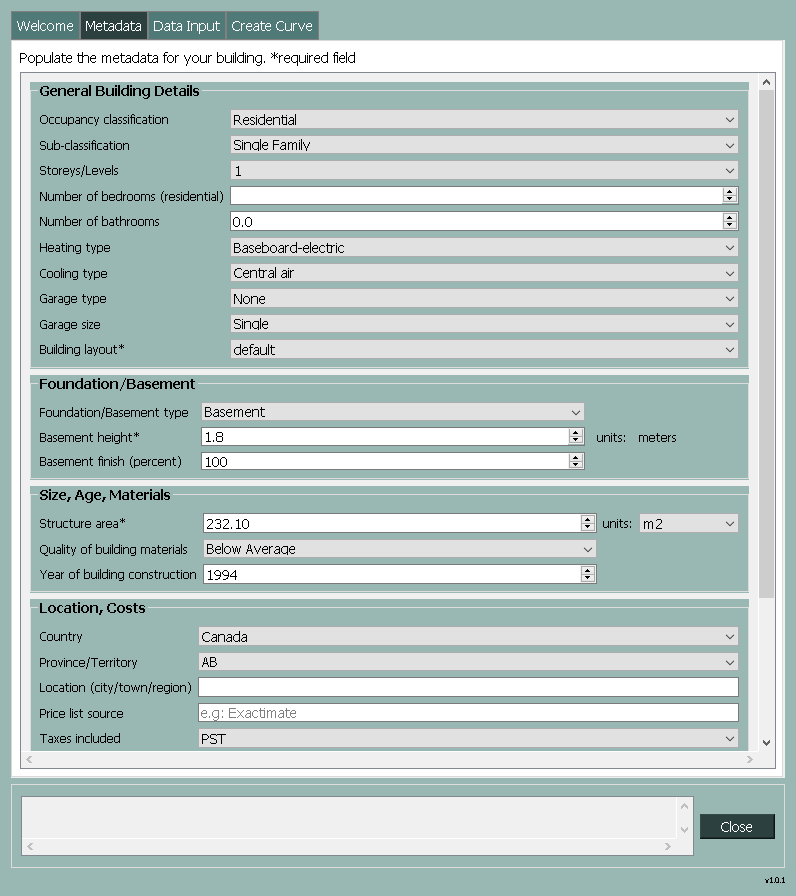 Welcome Metadata Data Input Create Curve
Populate the metadata for your building. *required field
General Building Details
Occupancy classification Residential
Sub-classification Single Family
Storeys/Levels 1
Number of bedrooms (residential)
Number of bathrooms 0.0
Heating type Baseboard-electric
Cooling type Central air
Garage type None
Garage size Single
Building layout* default
Foundation/Basement
Foundation/Basement type Basement
Basement height* 1.8 units: meters
Basement finish (percent) 100
Size, Age, Materials
Structure area* 232.10 units: m2
Quality of building materials Below Average
Year of building construction 1994
Location, Costs
Country Canada
Province/Territory AB
Location (city/town/region)
Price list source e.g: Exactimate
Taxes included PST
Close
v1.0.1